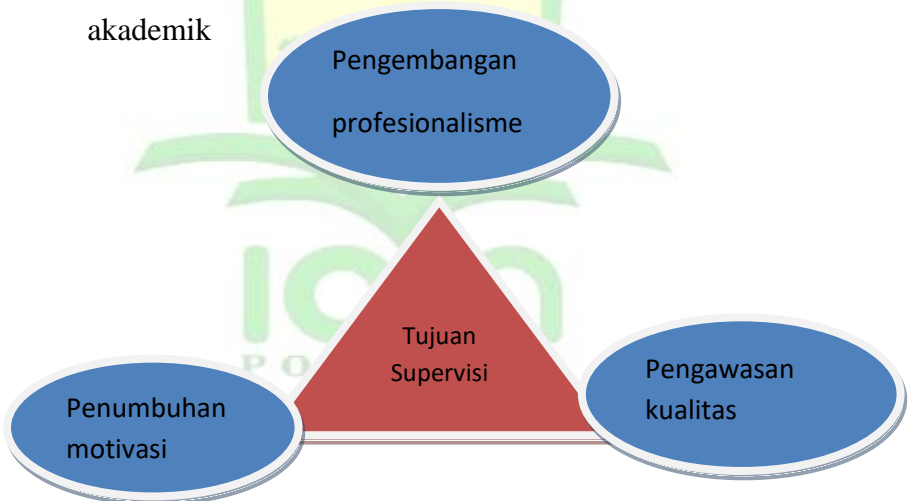 akademik
Pengembangan
profesionalisme
Tujuan
Supervisi
Pengawasan
kualitas
Penumbuhan
motivasi